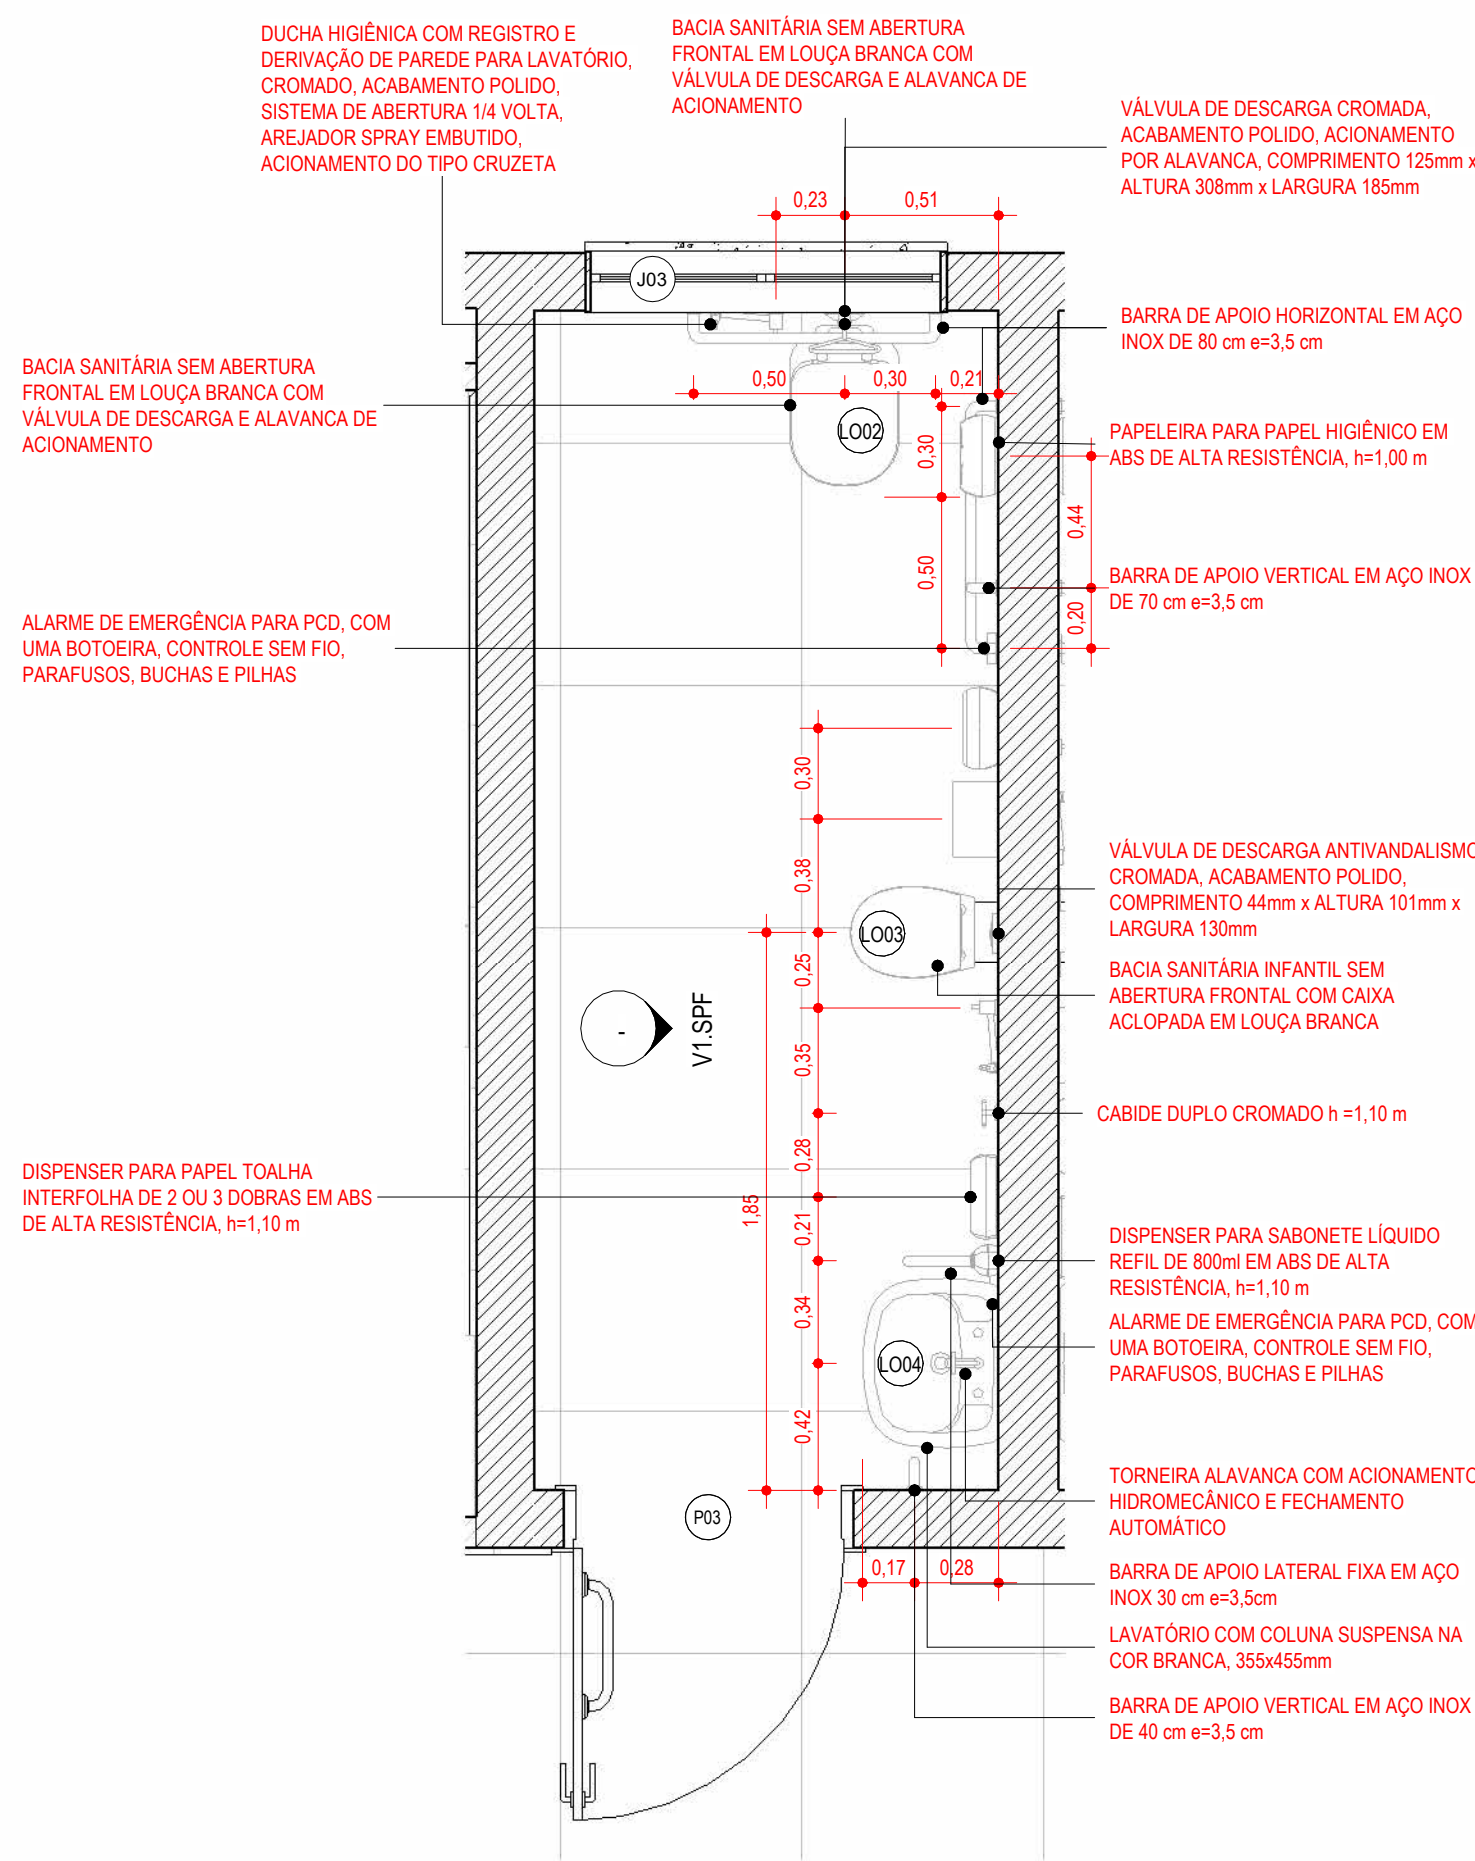 DUCHA HIGIÊNICA COM REGISTRO E
DERIVAÇÃO DE PAREDE PARA LAVATÓRIO,
CROMADO, ACABAMENTO POLIDO,
SISTEMA DE ABERTURA 1/4 VOLTA,
AREJADOR SPRAY EMBUTIDO,
ACIONAMENTO DO TIPO CRUZETA
BACIA SANITÁRIA SEM ABERTURA
FRONTAL EM LOUÇA BRANCA COM
VÁLVULA DE DESCARGA E ALAVANCA DE
ACIONAMENTO
VÁLVULA DE DESCARGA CROMADA,
ACABAMENTO POLIDO, ACIONAMENTO
POR ALAVANCA, COMPRIMENTO 125mm x
ALTURA 308mm x LARGURA 185mm
0,23
0,51
J03
BARRA DE APOIO HORIZONTAL EM AÇO
INOX DE 80 cm e=3,5 cm
BACIA SANITÁRIA SEM ABERTURA
FRONTAL EM LOUÇA BRANCA COM
VÁLVULA DE DESCARGA E ALAVANCA DE
ACIONAMENTO
0,50
0,30
0,21
LO02
0,30
PAPELEIRA PARA PAPEL HIGIÊNICO EM
ABS DE ALTA RESISTÊNCIA, h=1,00 m
0,44
0,50
BARRA DE APOIO VERTICAL EM AÇO INOX
DE 70 cm e=3,5 cm
0,20
ALARME DE EMERGÊNCIA PARA PCD, COM
UMA BOTOEIRA, CONTROLE SEM FIO,
PARAFUSOS, BUCHAS E PILHAS
0,30
0,38
VÁLVULA DE DESCARGA ANTIVANDALISMO
CROMADA, ACABAMENTO POLIDO,
COMPRIMENTO 44mm x ALTURA 101mm x
LARGURA 130mm
LO03
0,25
BACIA SANITÁRIA INFANTIL SEM
ABERTURA FRONTAL COM CAIXA
ACLOPADA EM LOUÇA BRANCA
-
V1.SPF
0,35
CABIDE DUPLO CROMADO h =1,10 m
0,28
DISPENSER PARA PAPEL TOALHA
INTERFOLHA DE 2 OU 3 DOBRAS EM ABS
DE ALTA RESISTÊNCIA, h=1,10 m
1,85
0,21
DISPENSER PARA SABONETE LÍQUIDO
REFIL DE 800ml EM ABS DE ALTA
RESISTÊNCIA, h=1,10 m
0,34
ALARME DE EMERGÊNCIA PARA PCD, COM
UMA BOTOEIRA, CONTROLE SEM FIO,
PARAFUSOS, BUCHAS E PILHAS
LO04
0,42
TORNEIRA ALAVANCA COM ACIONAMENTO
HIDROMECÂNICO E FECHAMENTO
AUTOMÁTICO
P03
0,17
0,28
BARRA DE APOIO LATERAL FIXA EM AÇO
INOX 30 cm e=3,5cm
LAVATÓRIO COM COLUNA SUSPENSA NA
COR BRANCA, 355x455mm
BARRA DE APOIO VERTICAL EM AÇO INOX
DE 40 cm e=3,5 cm